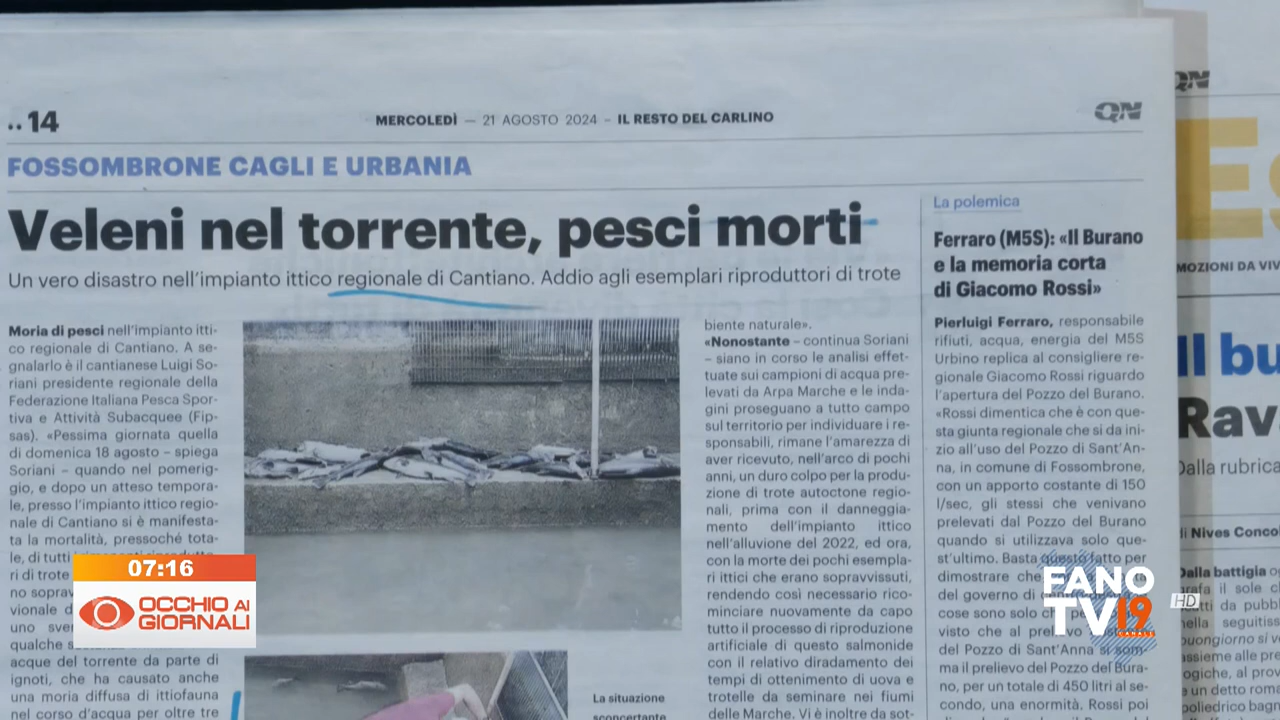 .. 14
MERCOLEDÌ — 21 AGOSTO 2024 – IL RESTO DEL CARLINO
QN
FOSSOMBRONE CAGLI E URBANIA
Veleni nel torrente, pesci morti
Un vero disastro nell'impianto ittico regionale di Cantiano. Addio agli esemplari riproduttori di trote
Moria di pesci nell'impianto itti-
co regionale di Cantiano. A se-
gnalarlo è il cantianese Luigi So-
riani presidente regionale della
Federazione Italiana Pesca Spor-
tiva e Attività Subacquee (Fip-
sas). «Pessima giornata quella
di domenica 18 agosto – spiega
Soriani – quando nel pomerig-
gio, e dopo un atteso tempora-
le, presso l'impianto ittico regio-
nale di Cantiano si è manifesta-
ta la mortalità, pressoché tota-
le, di tutti i
ri di trote
no
vionale
uno
qualche
acque del torrente da parte di
ignoti, che ha causato anche
una moria diffusa di ittiofauna
nel corso d'acqua per oltre tre
La situazione
sconcertante
biente naturale».
«Nonostante – continua Soriani
– siano in corso le analisi effet-
tuate sui campioni di acqua pre-
levati da Arpa Marche e le inda-
gini proseguano a tutto campo
sul territorio per individuare i re-
sponsabili, rimane l'amarezza di
aver ricevuto, nell'arco di pochi
anni, un duro colpo per la produ-
zione di trote autoctone regio-
nali, prima con il danneggia-
mento dell'impianto ittico
nell'alluvione del 2022, ed ora,
con la morte dei pochi esempla-
ri ittici che erano sopravvissuti,
rendendo così necessario rico-
minciare nuovamente da capo
tutto il processo di riproduzione
artificiale di questo salmonide
con il relativo diradamento dei
tempi di ottenimento di uova e
trotelle da seminare nei fiumi
delle Marche. Vi è inoltre da sot-
La polemica
Ferraro (M5S): «Il Burano
e la memoria corta
di Giacomo Rossi»
Pierluigi Ferraro, responsabile
rifiuti, acqua, energia del M5S
Urbino replica al consigliere re-
gionale Giacomo Rossi riguardo
l'apertura del Pozzo del Burano.
«Rossi dimentica che è con que-
sta giunta regionale che si da ini-
zio all'uso del Pozzo di Sant'An-
na, in comune di Fossombrone,
con un apporto costante di 150
l/sec, gli stessi che venivano
prelevati dal Pozzo del Burano
quando si utilizzava solo que-
st'ultimo. Basta questo fatto per
dimostrare che
del governo di
cose sono solo
visto che al
del Pozzo di Sant'Anna si som-
ma il prelievo del Pozzo del Bura-
no, per un totale di 450 litri al se-
condo, una enormità. Rossi poi
QN
Es
MOZIONI DA VIV
Il bu
Rav
Dalla rubrica
di Nives Conco
Dalla battigia
il sole
da pubb
nella seguitiss
buongiorno si v
assieme alle pre
ogiche, al prov
a un detto rom
poliedrico bagn
07:16
OCCHIO AI
GIORNALI
FANO
TV19
CANALE
HD